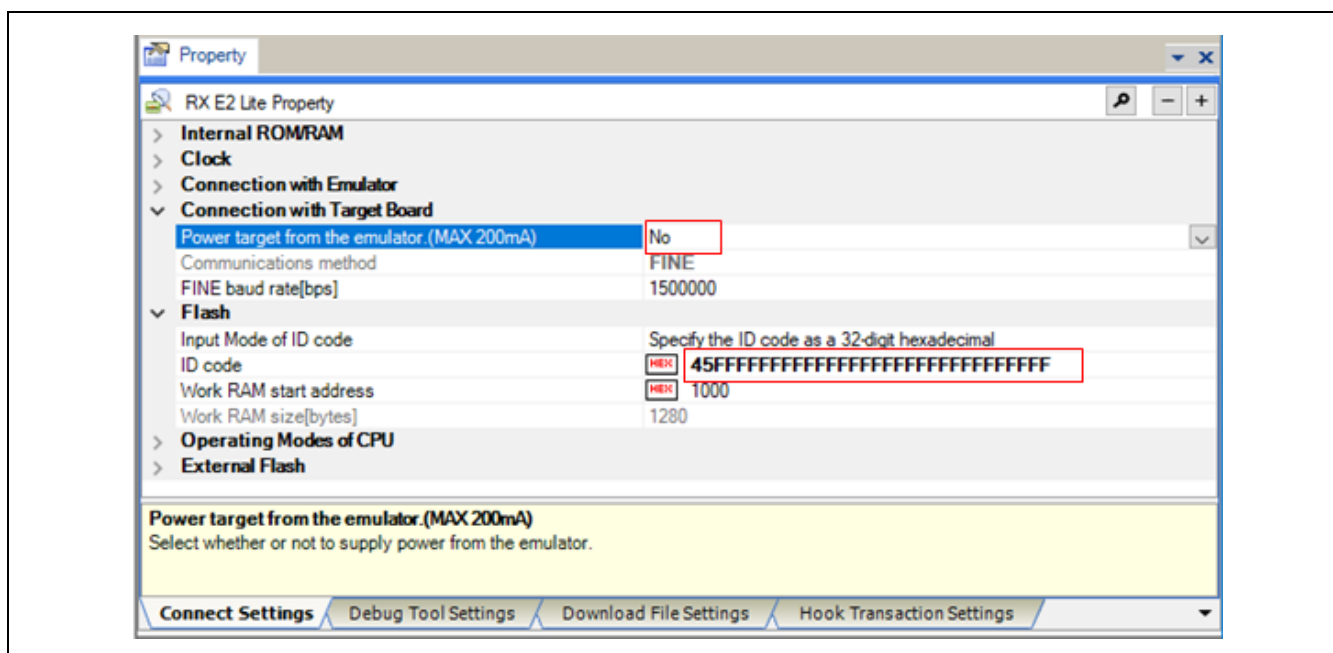 Property
RX E2 Lite Property
Internal ROM/RAM
Clock
Connection with Emulator
Connection with Target Board
Power target from the emulator.(MAX 200mA) No
Communications method FINE
FINE baud rate[bps] 1500000
Flash
Input Mode of ID code Specify the ID code as a 32-digit hexadecimal
ID code HEX 45FFFFFFFFFFFFFFFFFFFFFFFFFFFFFF
Work RAM start address HEX 1000
Work RAM size[bytes] 1280
Operating Modes of CPU
External Flash
Power target from the emulator.(MAX 200mA)
Select whether or not to supply power from the emulator.
Connect Settings Debug Tool Settings Download File Settings Hook Transaction Settings